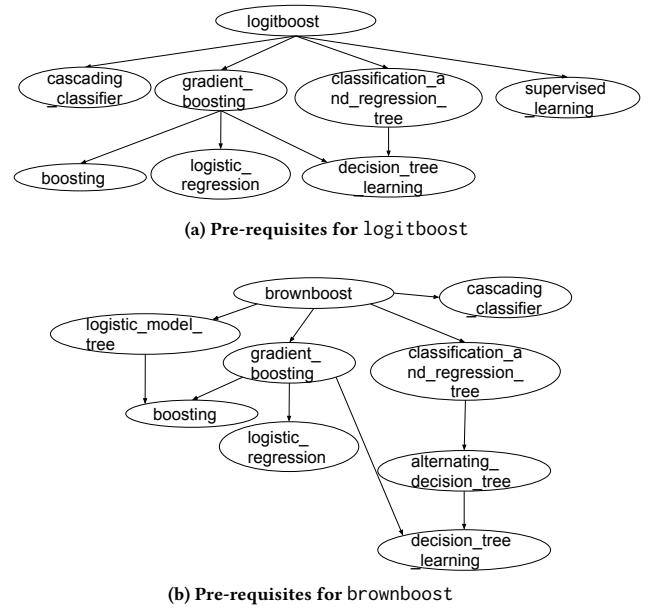 logitboost
cascading
_classifier
gradient_
boosting
classification_a
nd_regression_
tree
supervised
_learning
boosting
logistic_
regression
decision_tree
_learning
(a) Pre-requisites for logitboost
brownboost
cascading
_classifier
logistic_model_
tree
gradient_
boosting
classification_a
nd_regression_
tree
boosting
logistic_
regression
alternating_
decision_tree
decision_tree
_learning
(b) Pre-requisites for brownboost